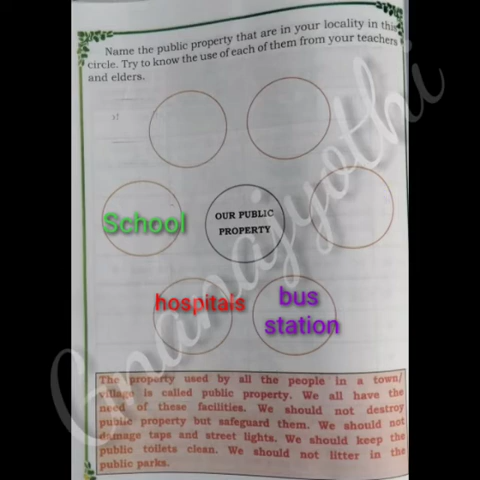 Name the public property that are in your locality in this
circle. Try to know the use of each of them from your teachers
and elders.
School
OUR PUBLIC
PROPERTY
hospitals
bus
station
The property used by all the people in a town/
village is called public property. We all have the
need of these facilities. We should not destroy
public property but safeguard them. We should not
damage taps and street lights. We should keep the
public toilets clean. We should not litter in the
public parks.
Gnanajyothi